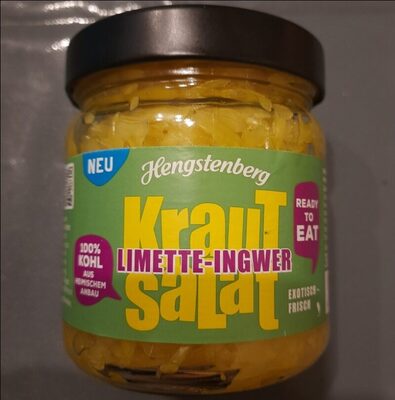 NEU
Hengstenberg
Kraut
LIMETTE-INGWER
salat
READY
TO
EAT
100%
KOHL
AUS
HEIMISCHEM
ANBAU
EXOTISCH-
FRISCH